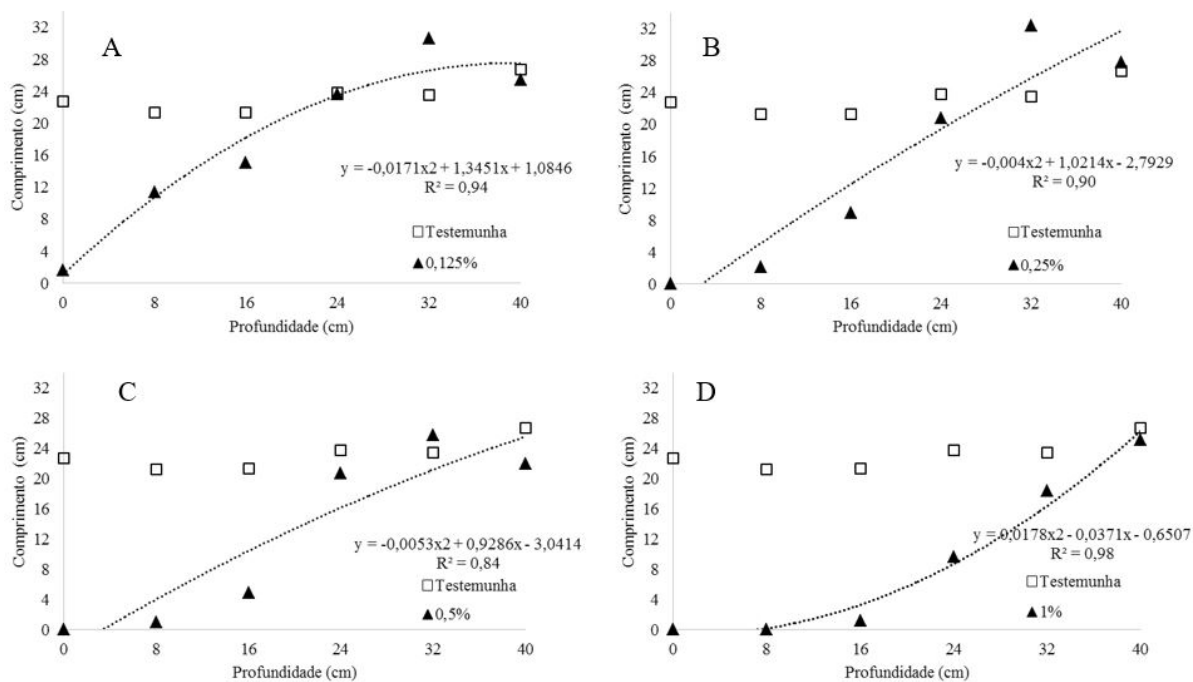 A
Comprimento (cm)
32
28
24
20
16
12
8
4
0
y = -0,0171x2 + 1,3451x + 1,0846
R² = 0,94
Testemunha
0,125%
0 8 16 24 32 40
Profundidade (cm)
B
Comprimento (cm)
32
28
24
20
16
12
8
4
0
y = -0,004x2 + 1,0214x - 2,7929
R² = 0,90
Testemunha
0,25%
0 8 16 24 32 40
Profundidade (cm)
C
Comprimento (cm)
32
28
24
20
16
12
8
4
0
y = -0,0053x2 + 0,9286x - 3,0414
R² = 0,84
Testemunha
0,5%
0 8 16 24 32 40
Profundidade (cm)
D
Comprimento (cm)
32
28
24
20
16
12
8
4
0
y = 0,0178x2 - 0,0371x - 0,6507
R² = 0,98
Testemunha
1%
0 8 16 24 32 40
Profundidade (cm)